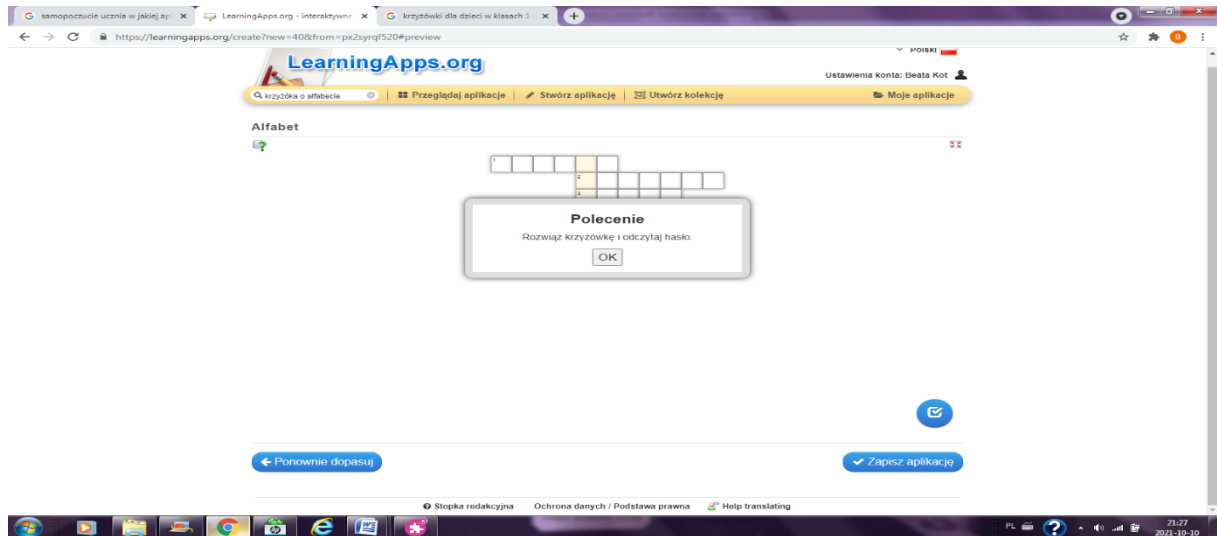 samopoczucie ucznia w jakiej ap
LearningApps.org - interaktywne
krzyżówki dla dzieci w klasach 1-
https://learningapps.org/create?new=40&from=px2syrqf520#preview
Polski
LearningApps.org
Ustawienia konta: Beata Kot
krzyżóka o alfabecie
Przeglądaj aplikacje
Stwórz aplikację
Utwórz kolekcję
Moje aplikacje
Alfabet
1
2
3
Polecenie
Rozwiąż krzyżówkę i odczytaj hasło.
OK
Ponownie dopasuj
Zapisz aplikację
Stopka redakcyjna
Ochrona danych / Podstawa prawna
Help translating
PL
21:27
2021-10-10